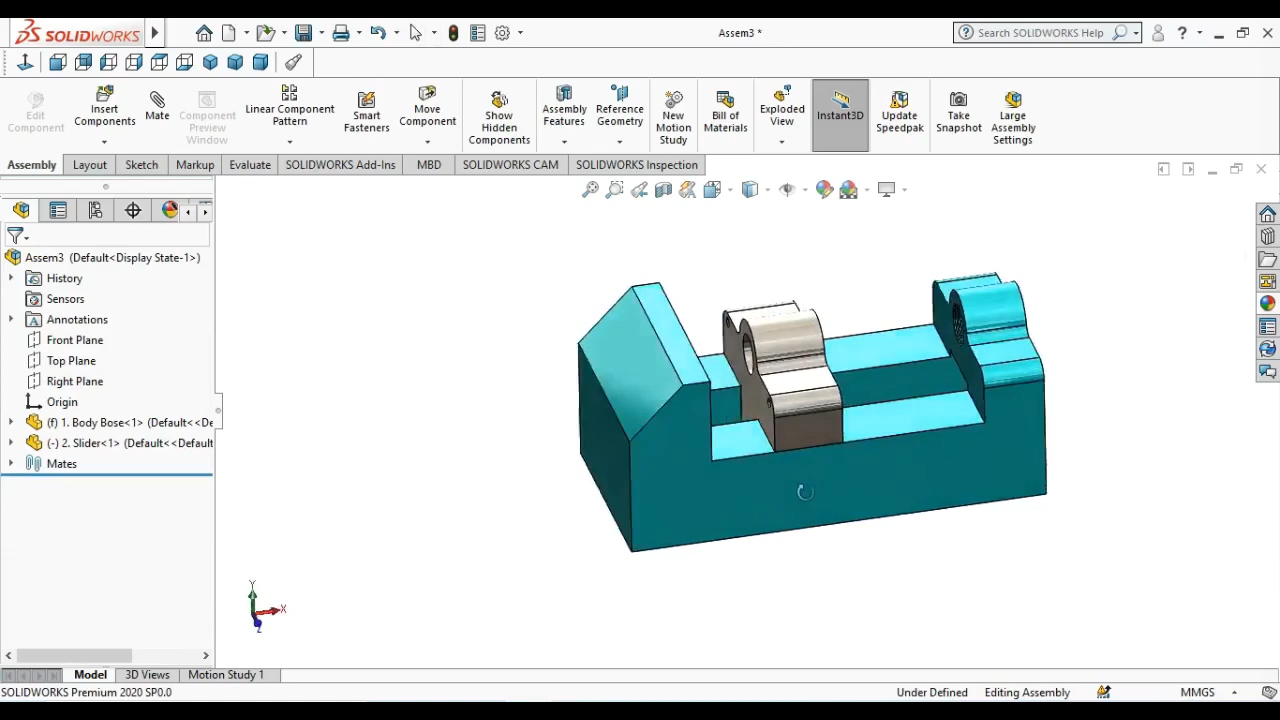 SOLIDWORKS
Assem3 *
Search SOLIDWORKS Help
Edit Component
Insert Components
Mate
Component Preview Window
Linear Component Pattern
Smart Fasteners
Move Component
Show Hidden Components
Assembly Features
Reference Geometry
New Motion Study
Bill of Materials
Exploded View
Instant3D
Update Speedpak
Take Snapshot
Large Assembly Settings
Assembly Layout Sketch Markup Evaluate SOLIDWORKS Add-Ins MBD SOLIDWORKS CAM SOLIDWORKS Inspection
Assem3 (Default<Display State-1>)
History
Sensors
Annotations
Front Plane
Top Plane
Right Plane
Origin
(f) 1. Body Bose<1> (Default<<De
(-) 2. Slider<1> (Default<<Default
Mates
Y
X
Z
Model 3D Views Motion Study 1
SOLIDWORKS Premium 2020 SP0.0 Under Defined Editing Assembly MMGS